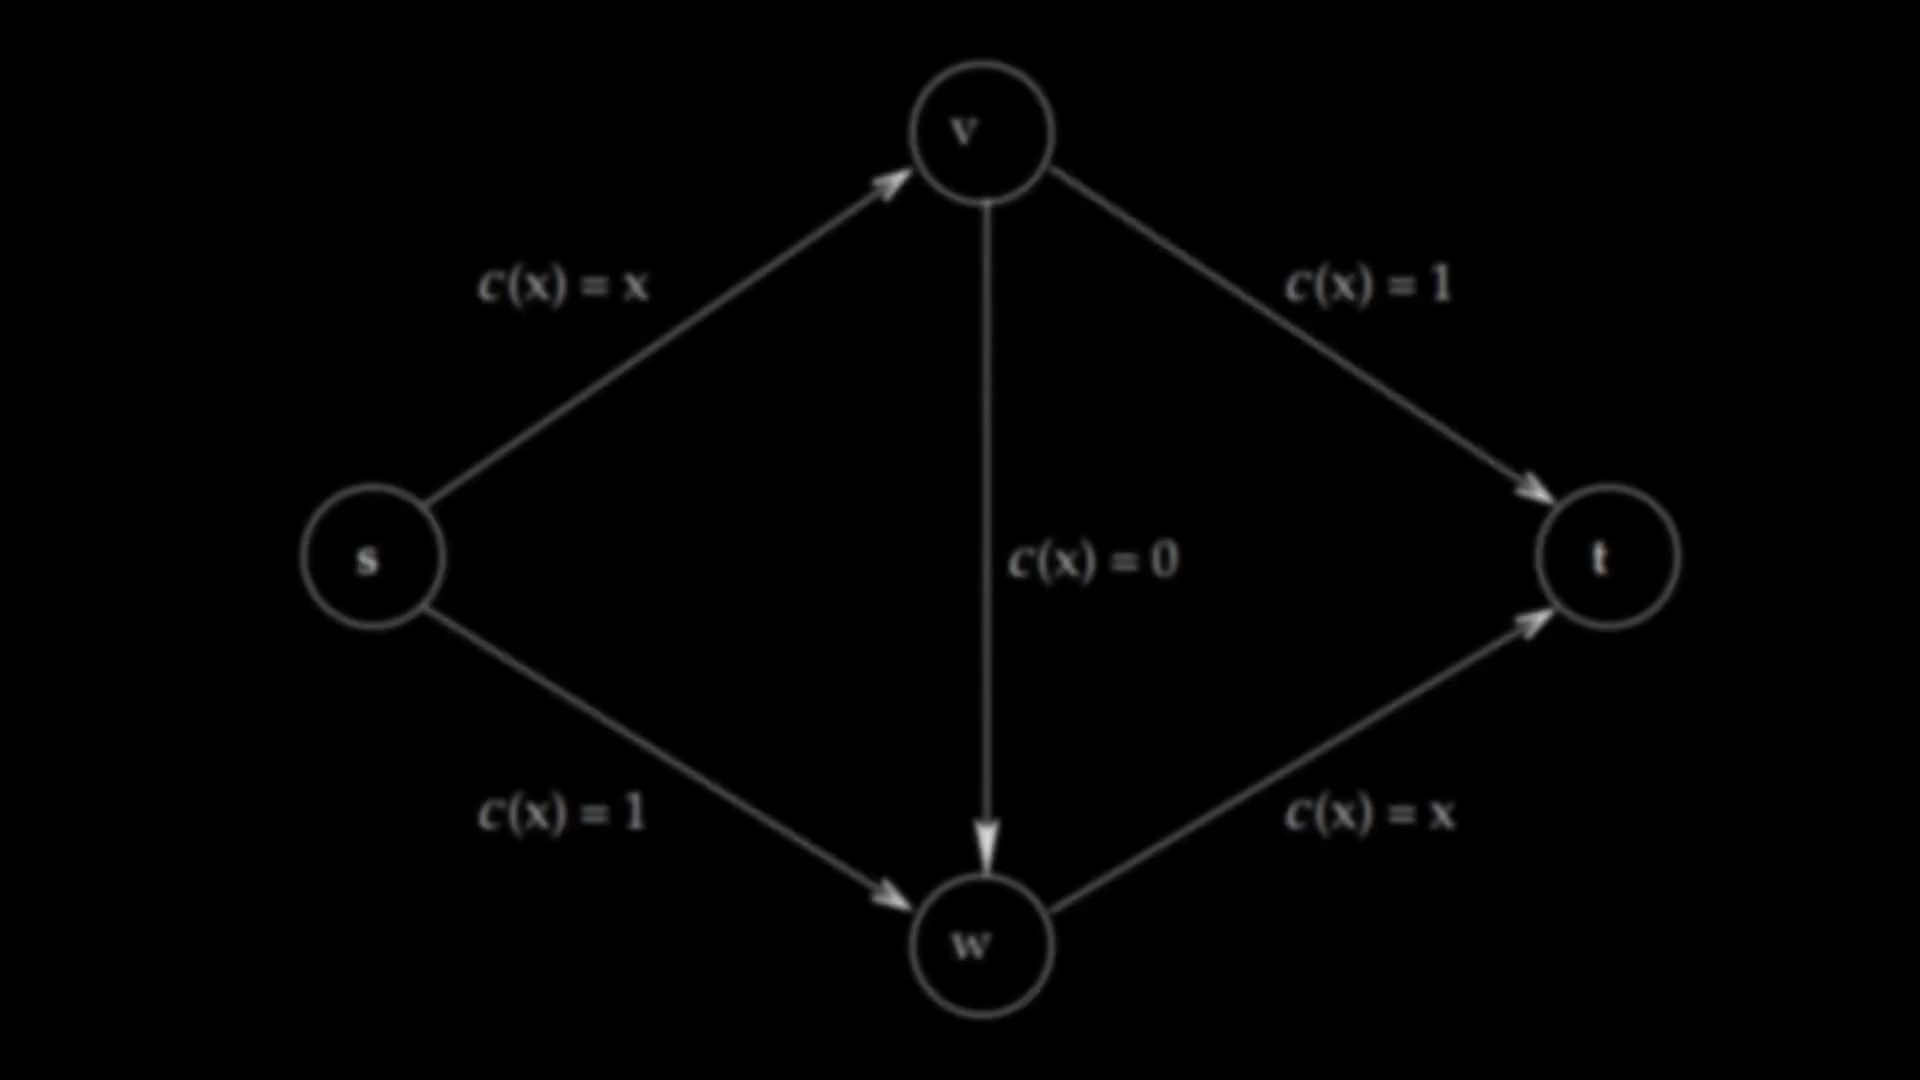 v
c(x) = x
c(x) = 1
s
c(x) = 0
t
c(x) = 1
c(x) = x
w